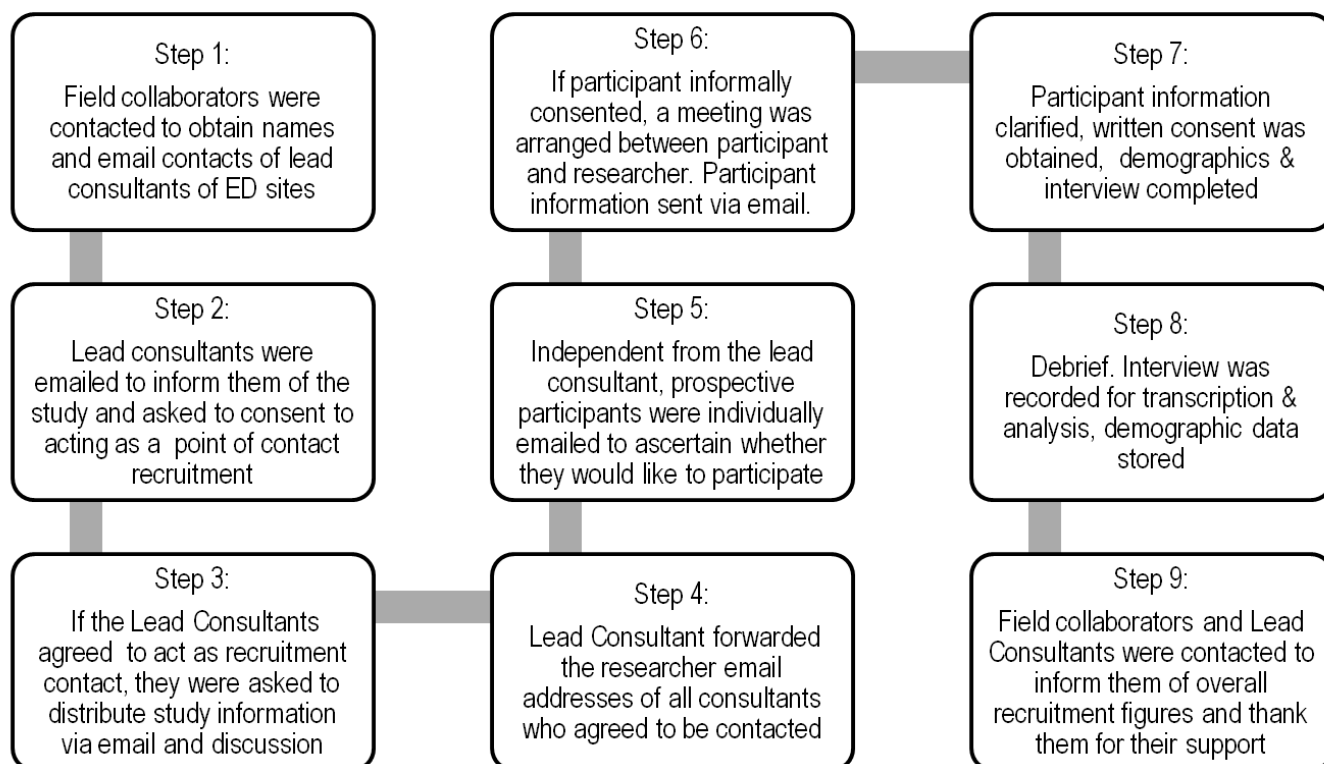 Step 1:
Field collaborators were
contacted to obtain names
and email contacts of lead
consultants of ED sites
Step 2:
Lead consultants were
emailed to inform them of the
study and asked to consent to
acting as a point of contact
recruitment
Step 3:
If the Lead Consultants
agreed to act as recruitment
contact, they were asked to
distribute study information
via email and discussion
Step 4:
Lead Consultant forwarded
the researcher email
addresses of all consultants
who agreed to be contacted
Step 5:
Independent from the lead
consultant, prospective
participants were individually
emailed to ascertain whether
they would like to participate
Step 6:
If participant informally
consented, a meeting was
arranged between participant
and researcher. Participant
information sent via email.
Step 7:
Participant information
clarified, written consent was
obtained, demographics &
interview completed
Step 8:
Debrief. Interview was
recorded for transcription &
analysis, demographic data
stored
Step 9:
Field collaborators and Lead
Consultants were contacted to
inform them of overall
recruitment figures and thank
them for their support